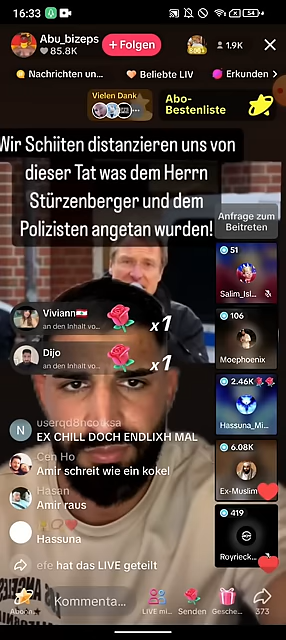 16:33
Abu_bizeps
85.8K
+ Folgen
1.9K
Nachrichten un...
Beliebte LIV
Erkunden
Vielen Dank
Abo-
Bestenliste
Wir Schiiten distanzieren uns von
dieser Tat was dem Herrn
Stürzenberger und dem
Polizisten angetan wurden!
Anfrage zum
Beitreten
51
Salim_Isl...
Viviann
an den Inhalt vo...
x1
106
Moephoenix
Dijo
an den Inhalt vo...
x1
2.46K
Hassuna_Mi...
N
userqd8hcotksa
EX CHILL DOCH ENDLIXH MAL
Cen Ho
Amir schreit wie ein kokel
6.08K
Ex-Muslim
Hasan
Amir raus
419
Royrieck...
Hassuna
efe hat das LIVE geteilt
Abonn...
Kommenta...
LIVE mi...
Senden
Gesche...
373